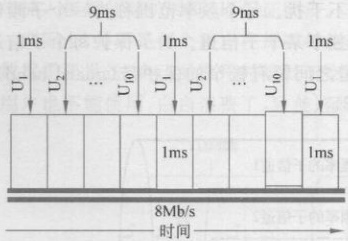 9ms 9ms
1ms 1ms 1ms
U₁ U₂ ... U₁₀ U₁ U₂ ... U₁₀ U₁
1ms 1ms
8Mb/s
时间